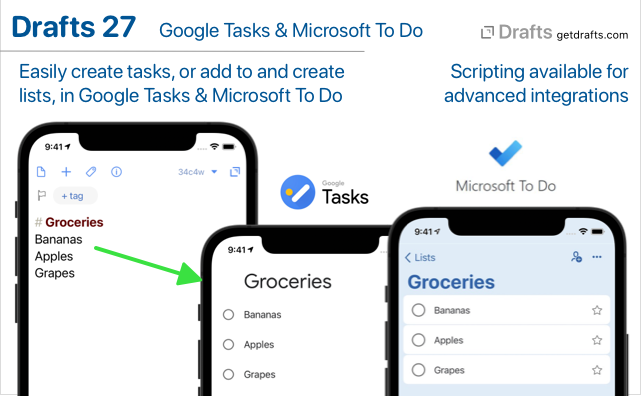 Drafts 27 Google Tasks & Microsoft To Do
Drafts getdrafts.com
Easily create tasks, or add to and create
lists, in Google Tasks & Microsoft To Do
Scripting available for
advanced integrations
9:41
34c4w
+ tag
# Groceries
Bananas
Apples
Grapes
Google
Tasks
9:41
Groceries
Bananas
Apples
Grapes
Microsoft To Do
9:41
Lists
Groceries
Bananas
Apples
Grapes